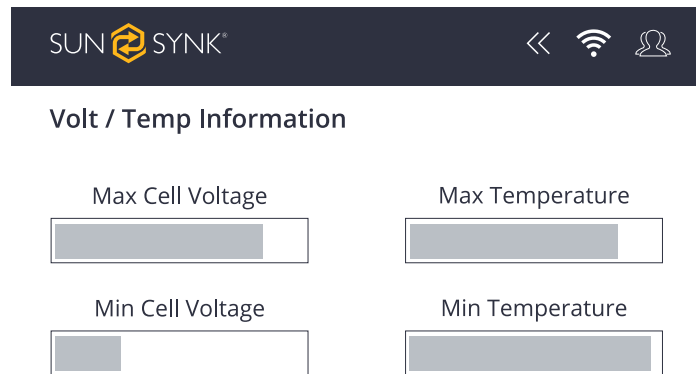 SUN SYNK®
Volt / Temp Information
Max Cell Voltage Max Temperature
Min Cell Voltage Min Temperature